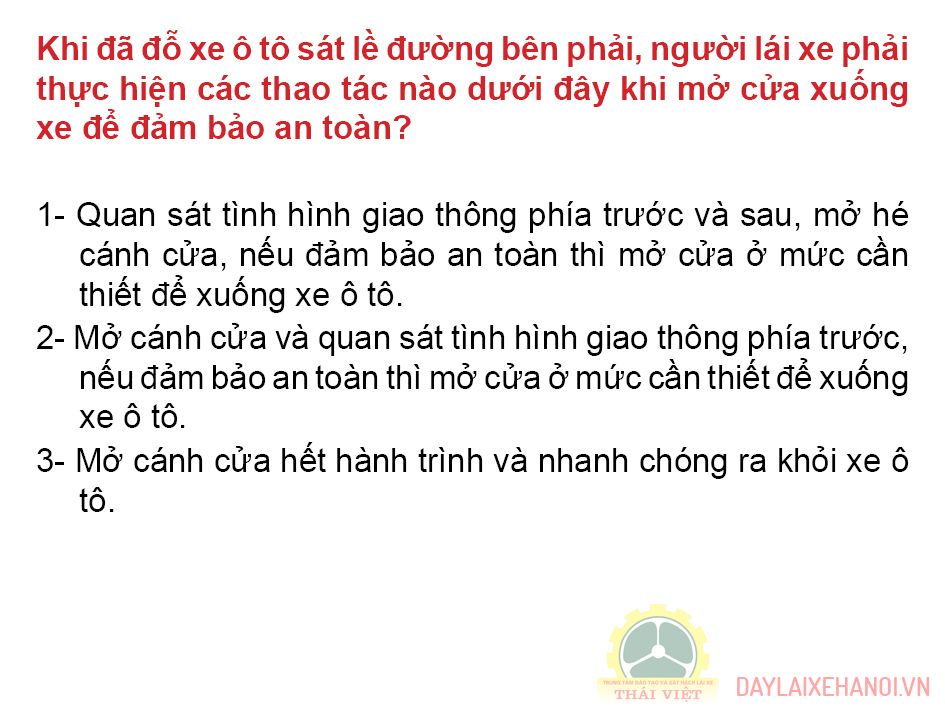 Khi đã đỗ xe ô tô sát lề đường bên phải, người lái xe phải
thực hiện các thao tác nào dưới đây khi mở cửa xuống
xe để đảm bảo an toàn?
1- Quan sát tình hình giao thông phía trước và sau, mở hé
cánh cửa, nếu đảm bảo an toàn thì mở cửa ở mức cần
thiết để xuống xe ô tô.
2- Mở cánh cửa và quan sát tình hình giao thông phía trước,
nếu đảm bảo an toàn thì mở cửa ở mức cần thiết để xuống
xe ô tô.
3- Mở cánh cửa hết hành trình và nhanh chóng ra khỏi xe ô
tô.
TRUNG TÂM ĐÀO TẠO VÀ SÁT HẠCH LÁI XE
THÁI VIỆT
DAYLAIXEHANOI.VN